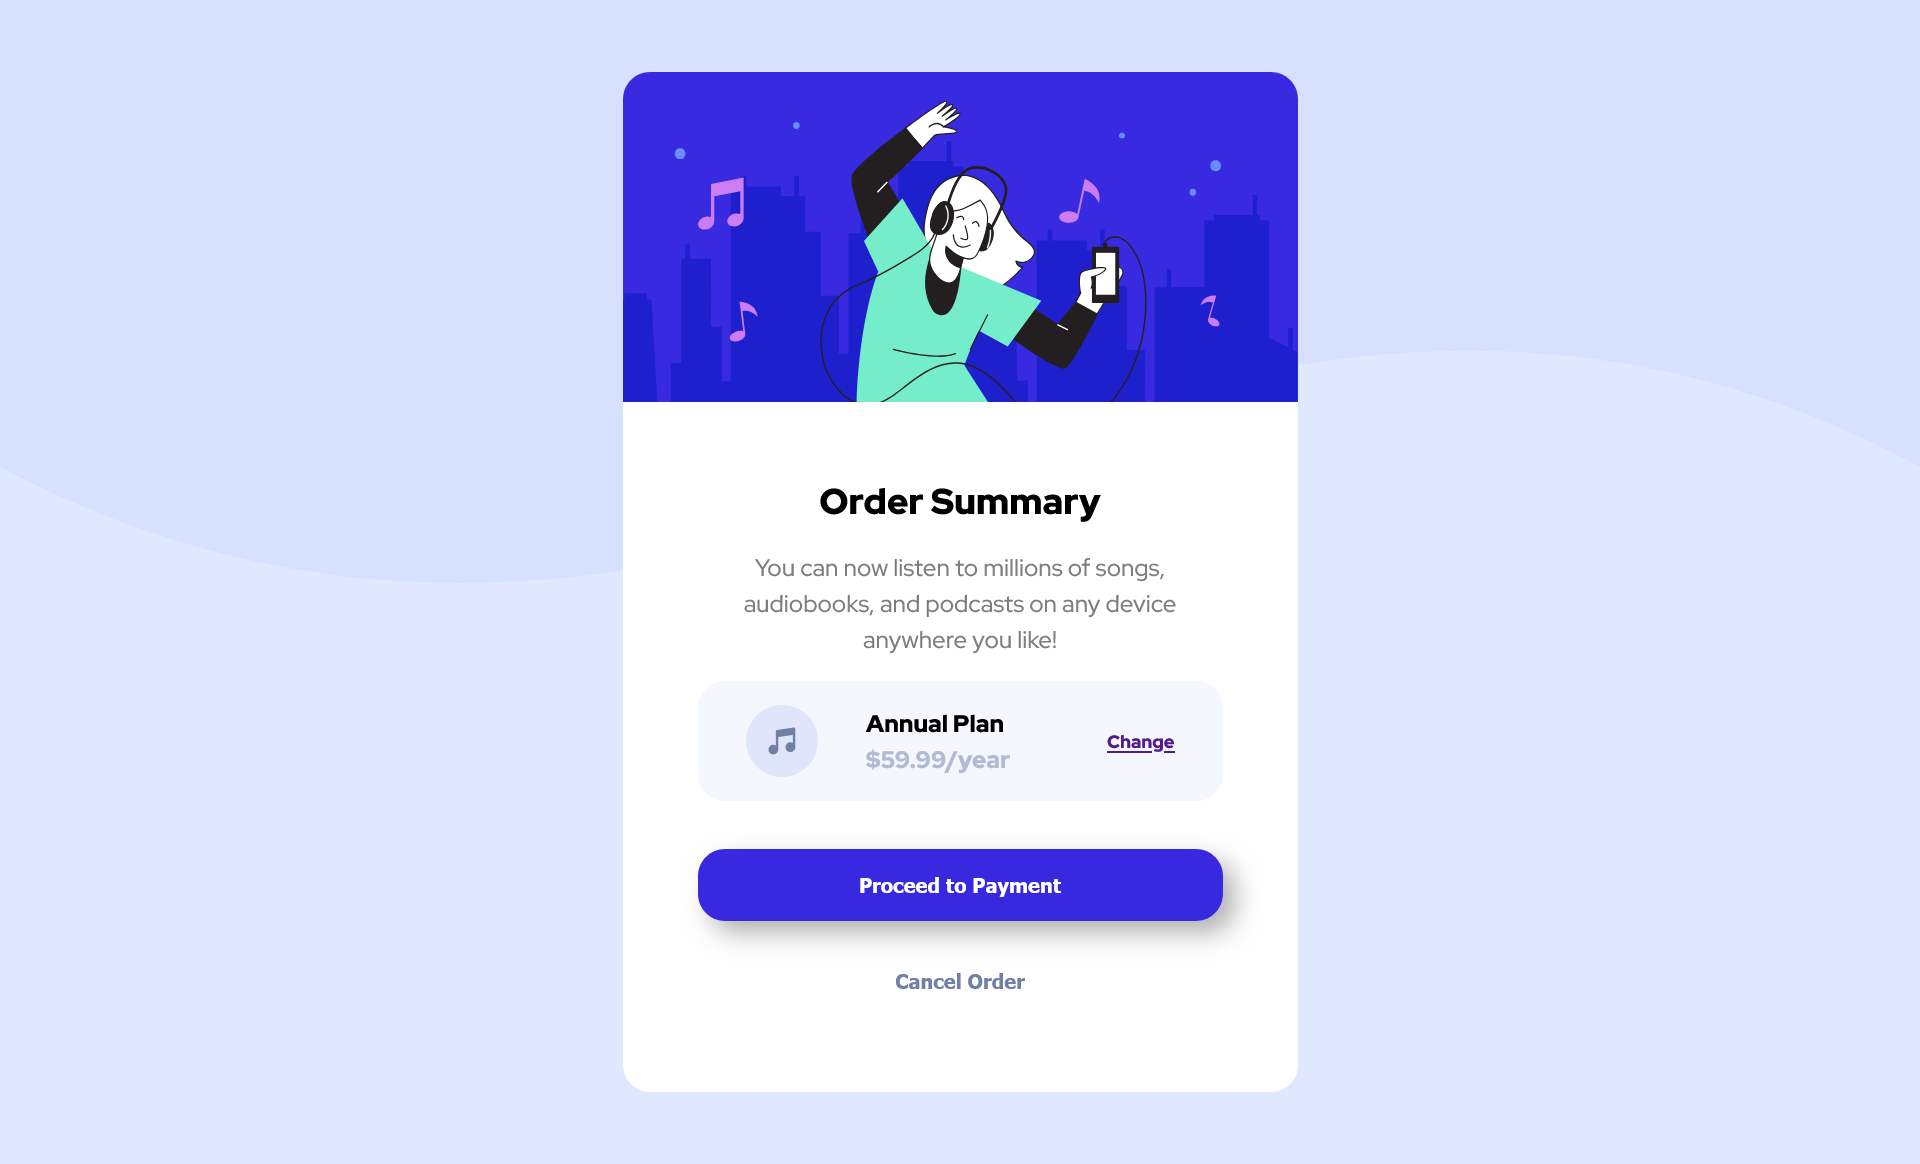 Order Summary
You can now listen to millions of songs,
audiobooks, and podcasts on any device
anywhere you like!
Annual Plan
$59.99/year
Change
Proceed to Payment
Cancel Order